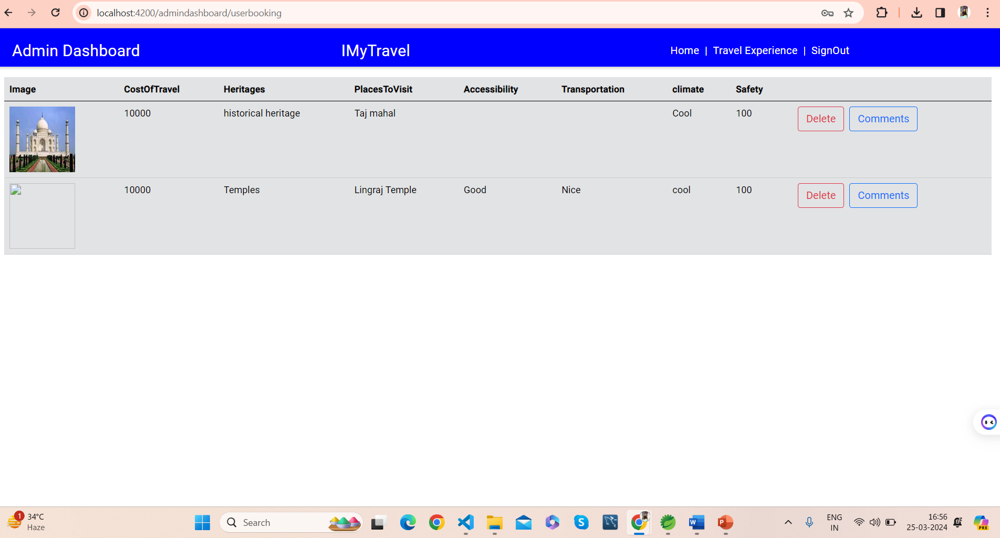 localhost:4200/admindashboard/userbooking
Admin Dashboard IMyTravel Home | Travel Experience | SignOut
Image CostOfTravel Heritages PlacesToVisit Accessibility Transportation climate Safety
10000 historical heritage Taj mahal Cool 100 Delete Comments
10000 Temples Lingraj Temple Good Nice cool 100 Delete Comments
1 34°C Search ENG 16:56
Haze IN 25-03-2024 PRE